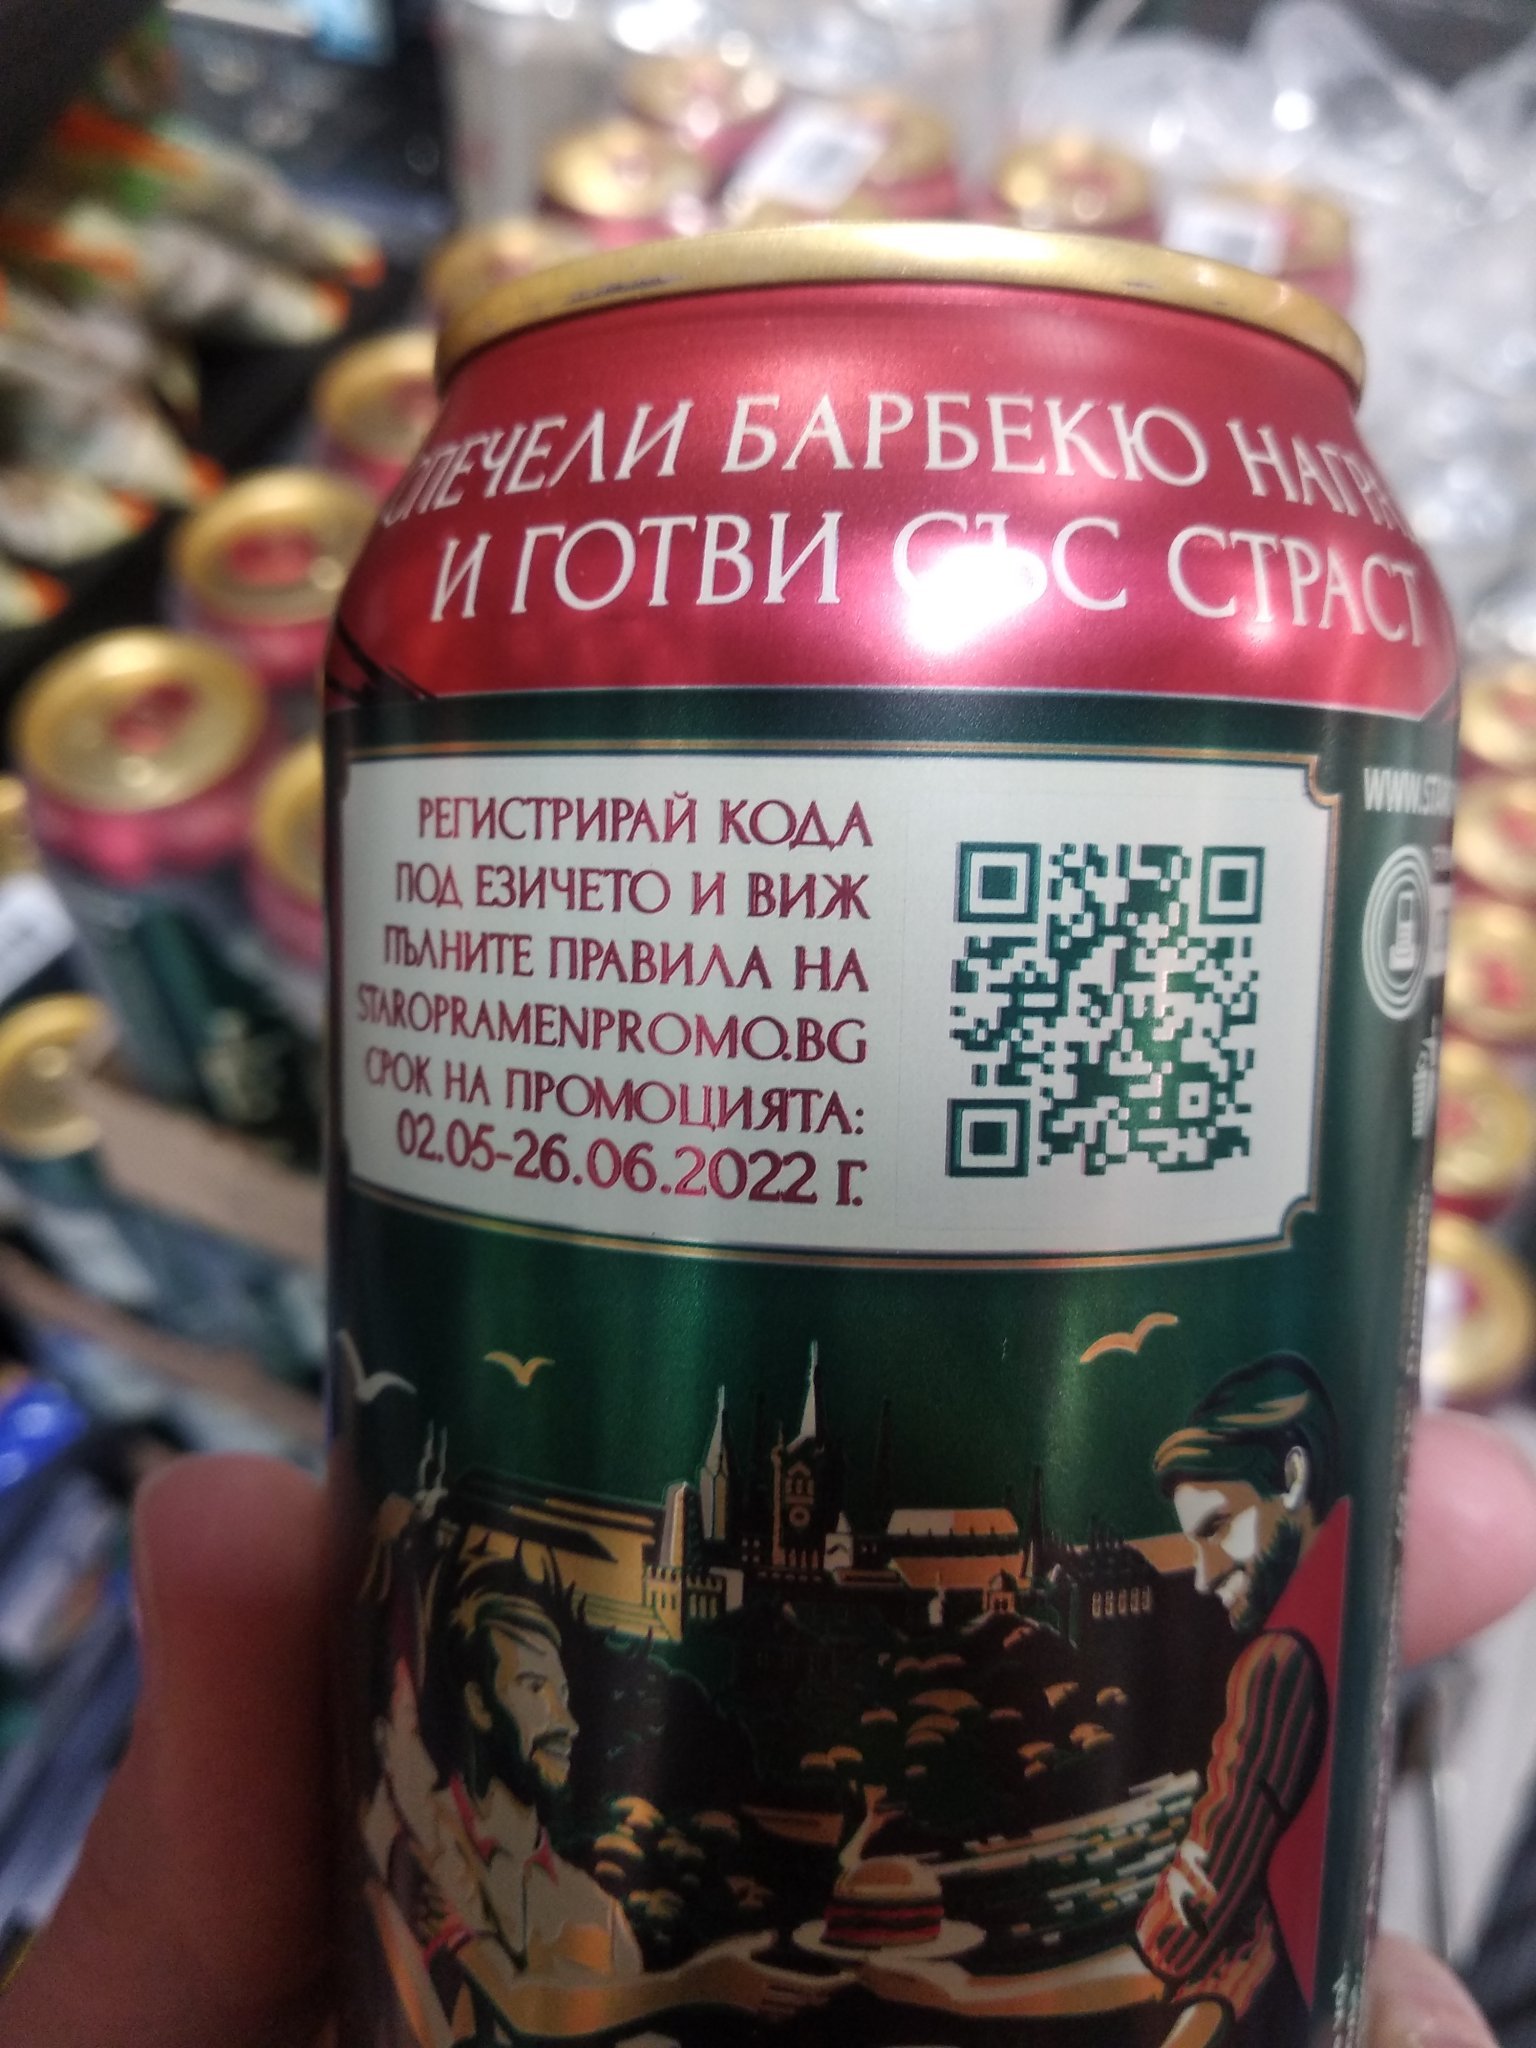 СПЕЧЕЛИ БАРБЕКЮ
И ГОТВИ СЪС СТРАСТ
РЕГИСТРИРАЙ КОДА
ПОД ЕЗИЧЕТО И ВИЖ
ПЪЛНИТЕ ПРАВИЛА НА
STAROPRAMENPROMO.BG
СРОК НА ПРОМОЦИЯТА:
02.05-26.06.2022 Г.